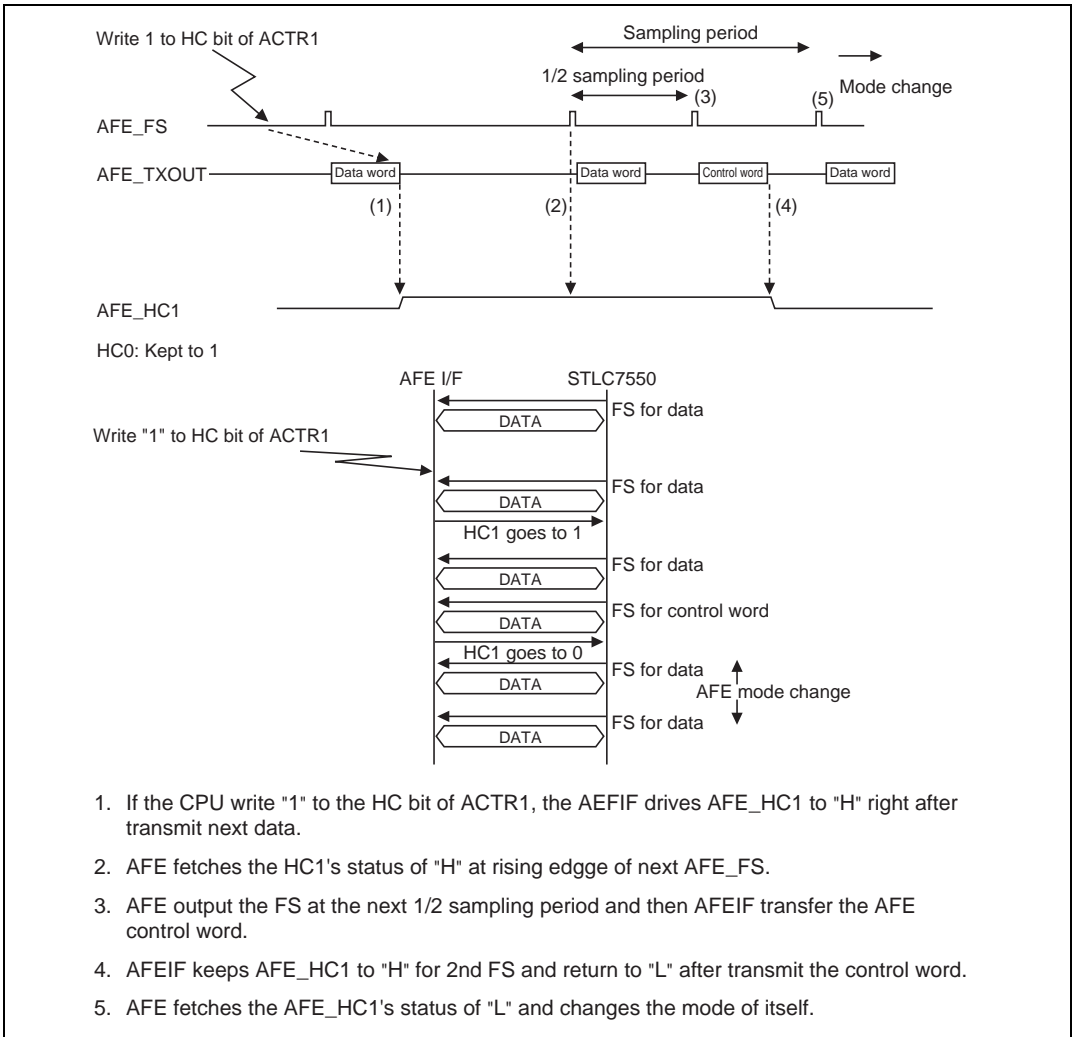 Write 1 to HC bit of ACTR1
Sampling period
1/2 sampling period
(3)
(5)
Mode change
AFE_FS
AFE_TXOUT
Data word
Data word
Control word
Data word
(1)
(2)
(4)
AFE_HC1
HC0: Kept to 1
AFE I/F
STLC7550
FS for data
DATA
Write "1" to HC bit of ACTR1
FS for data
DATA
HC1 goes to 1
FS for data
DATA
FS for control word
DATA
HC1 goes to 0
FS for data
DATA
AFE mode change
FS for data
DATA
1. If the CPU write "1" to the HC bit of ACTR1, the AEFIF drives AFE_HC1 to "H" right after
transmit next data.
2. AFE fetches the HC1's status of "H" at rising edgge of next AFE_FS.
3. AFE output the FS at the next 1/2 sampling period and then AFEIF transfer the AFE
control word.
4. AFEIF keeps AFE_HC1 to "H" for 2nd FS and return to "L" after transmit the control word.
5. AFE fetches the AFE_HC1's status of "L" and changes the mode of itself.